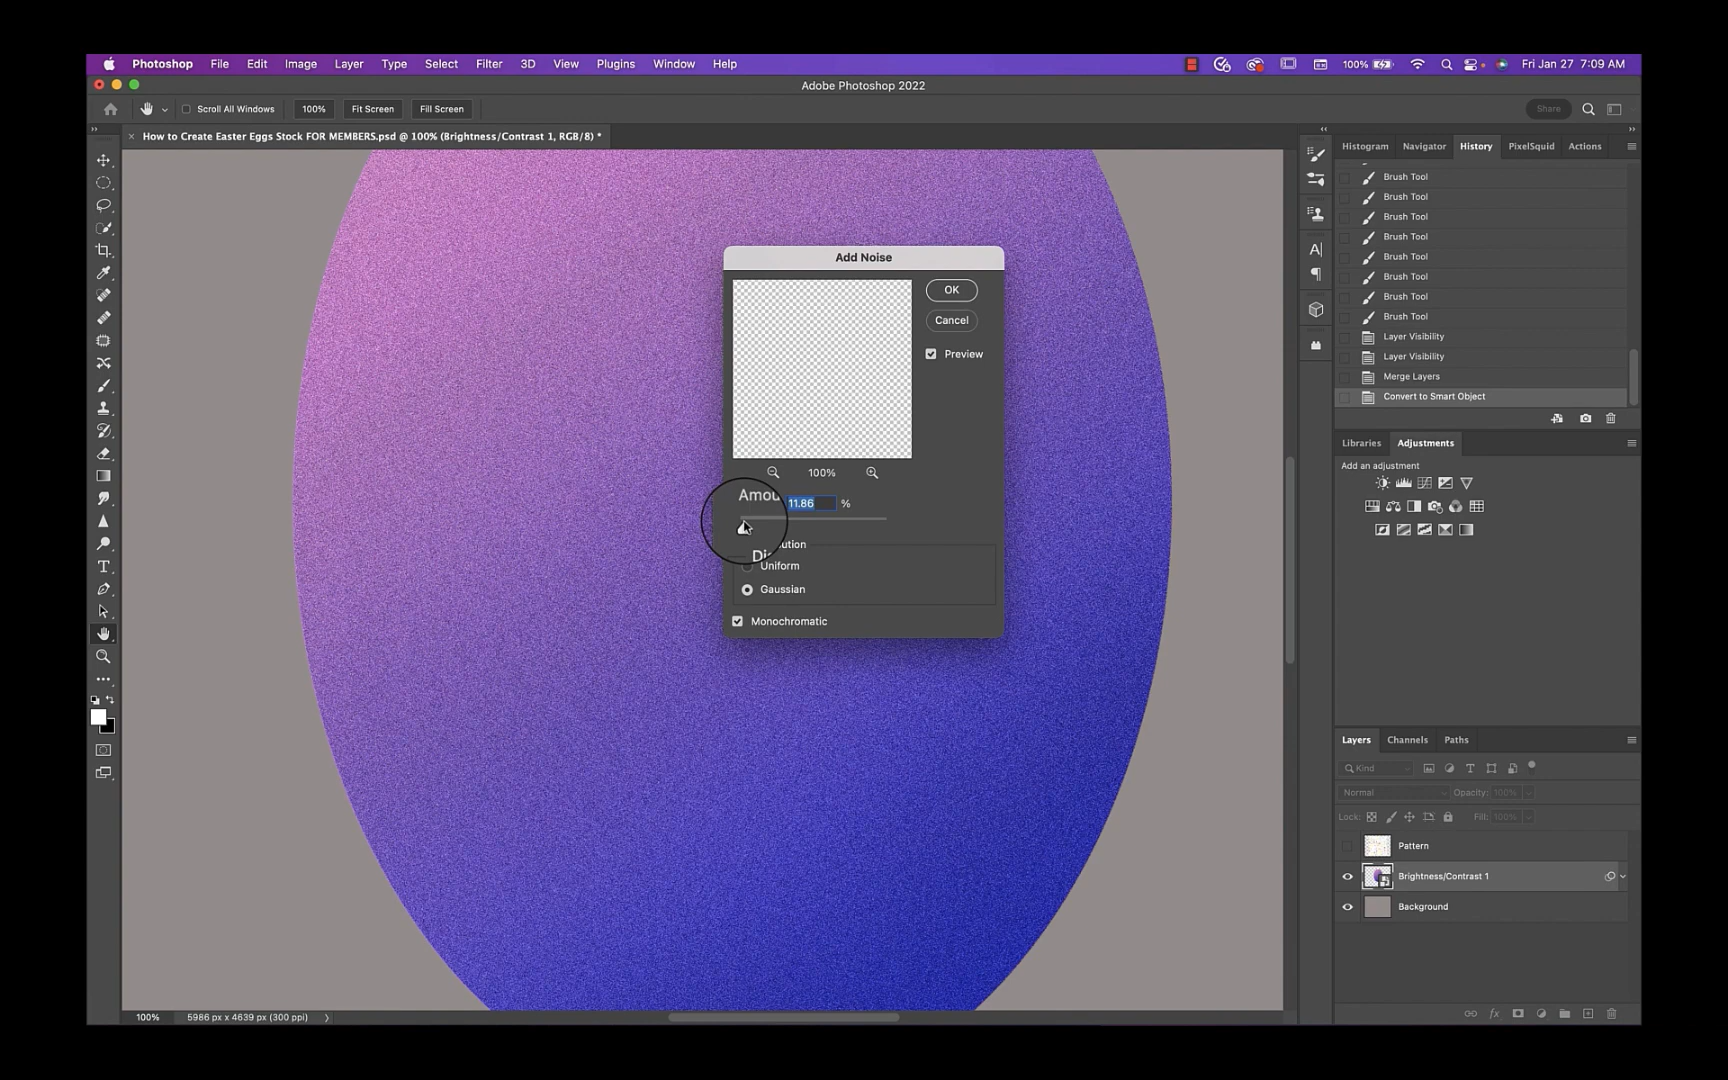 Photoshop File Edit Image Layer Type Select Filter 3D View Plugins Window Help 100% Fri Jan 27 7:09 AM
Adobe Photoshop 2022
Scroll All Windows 100% Fit Screen Fill Screen Share
How to Create Easter Eggs Stock FOR MEMBERS.psd @ 100% (Brightness/Contrast 1, RGB/8) *
Histogram Navigator History PixelSquid Actions
Brush Tool
Brush Tool
Brush Tool
Brush Tool
Brush Tool
Brush Tool
Brush Tool
Brush Tool
Layer Visibility
Layer Visibility
Merge Layers
Convert to Smart Object
Add Noise
OK
Cancel
Preview
100%
Amou 11.86 %
Di ution
Uniform
Gaussian
Monochromatic
Libraries Adjustments
Add an adjustment
Layers Channels Paths
Kind
Normal Opacity: 100%
Lock: Fill: 100%
Pattern
Brightness/Contrast 1
Background
100% 5986 px x 4639 px (300 ppi)